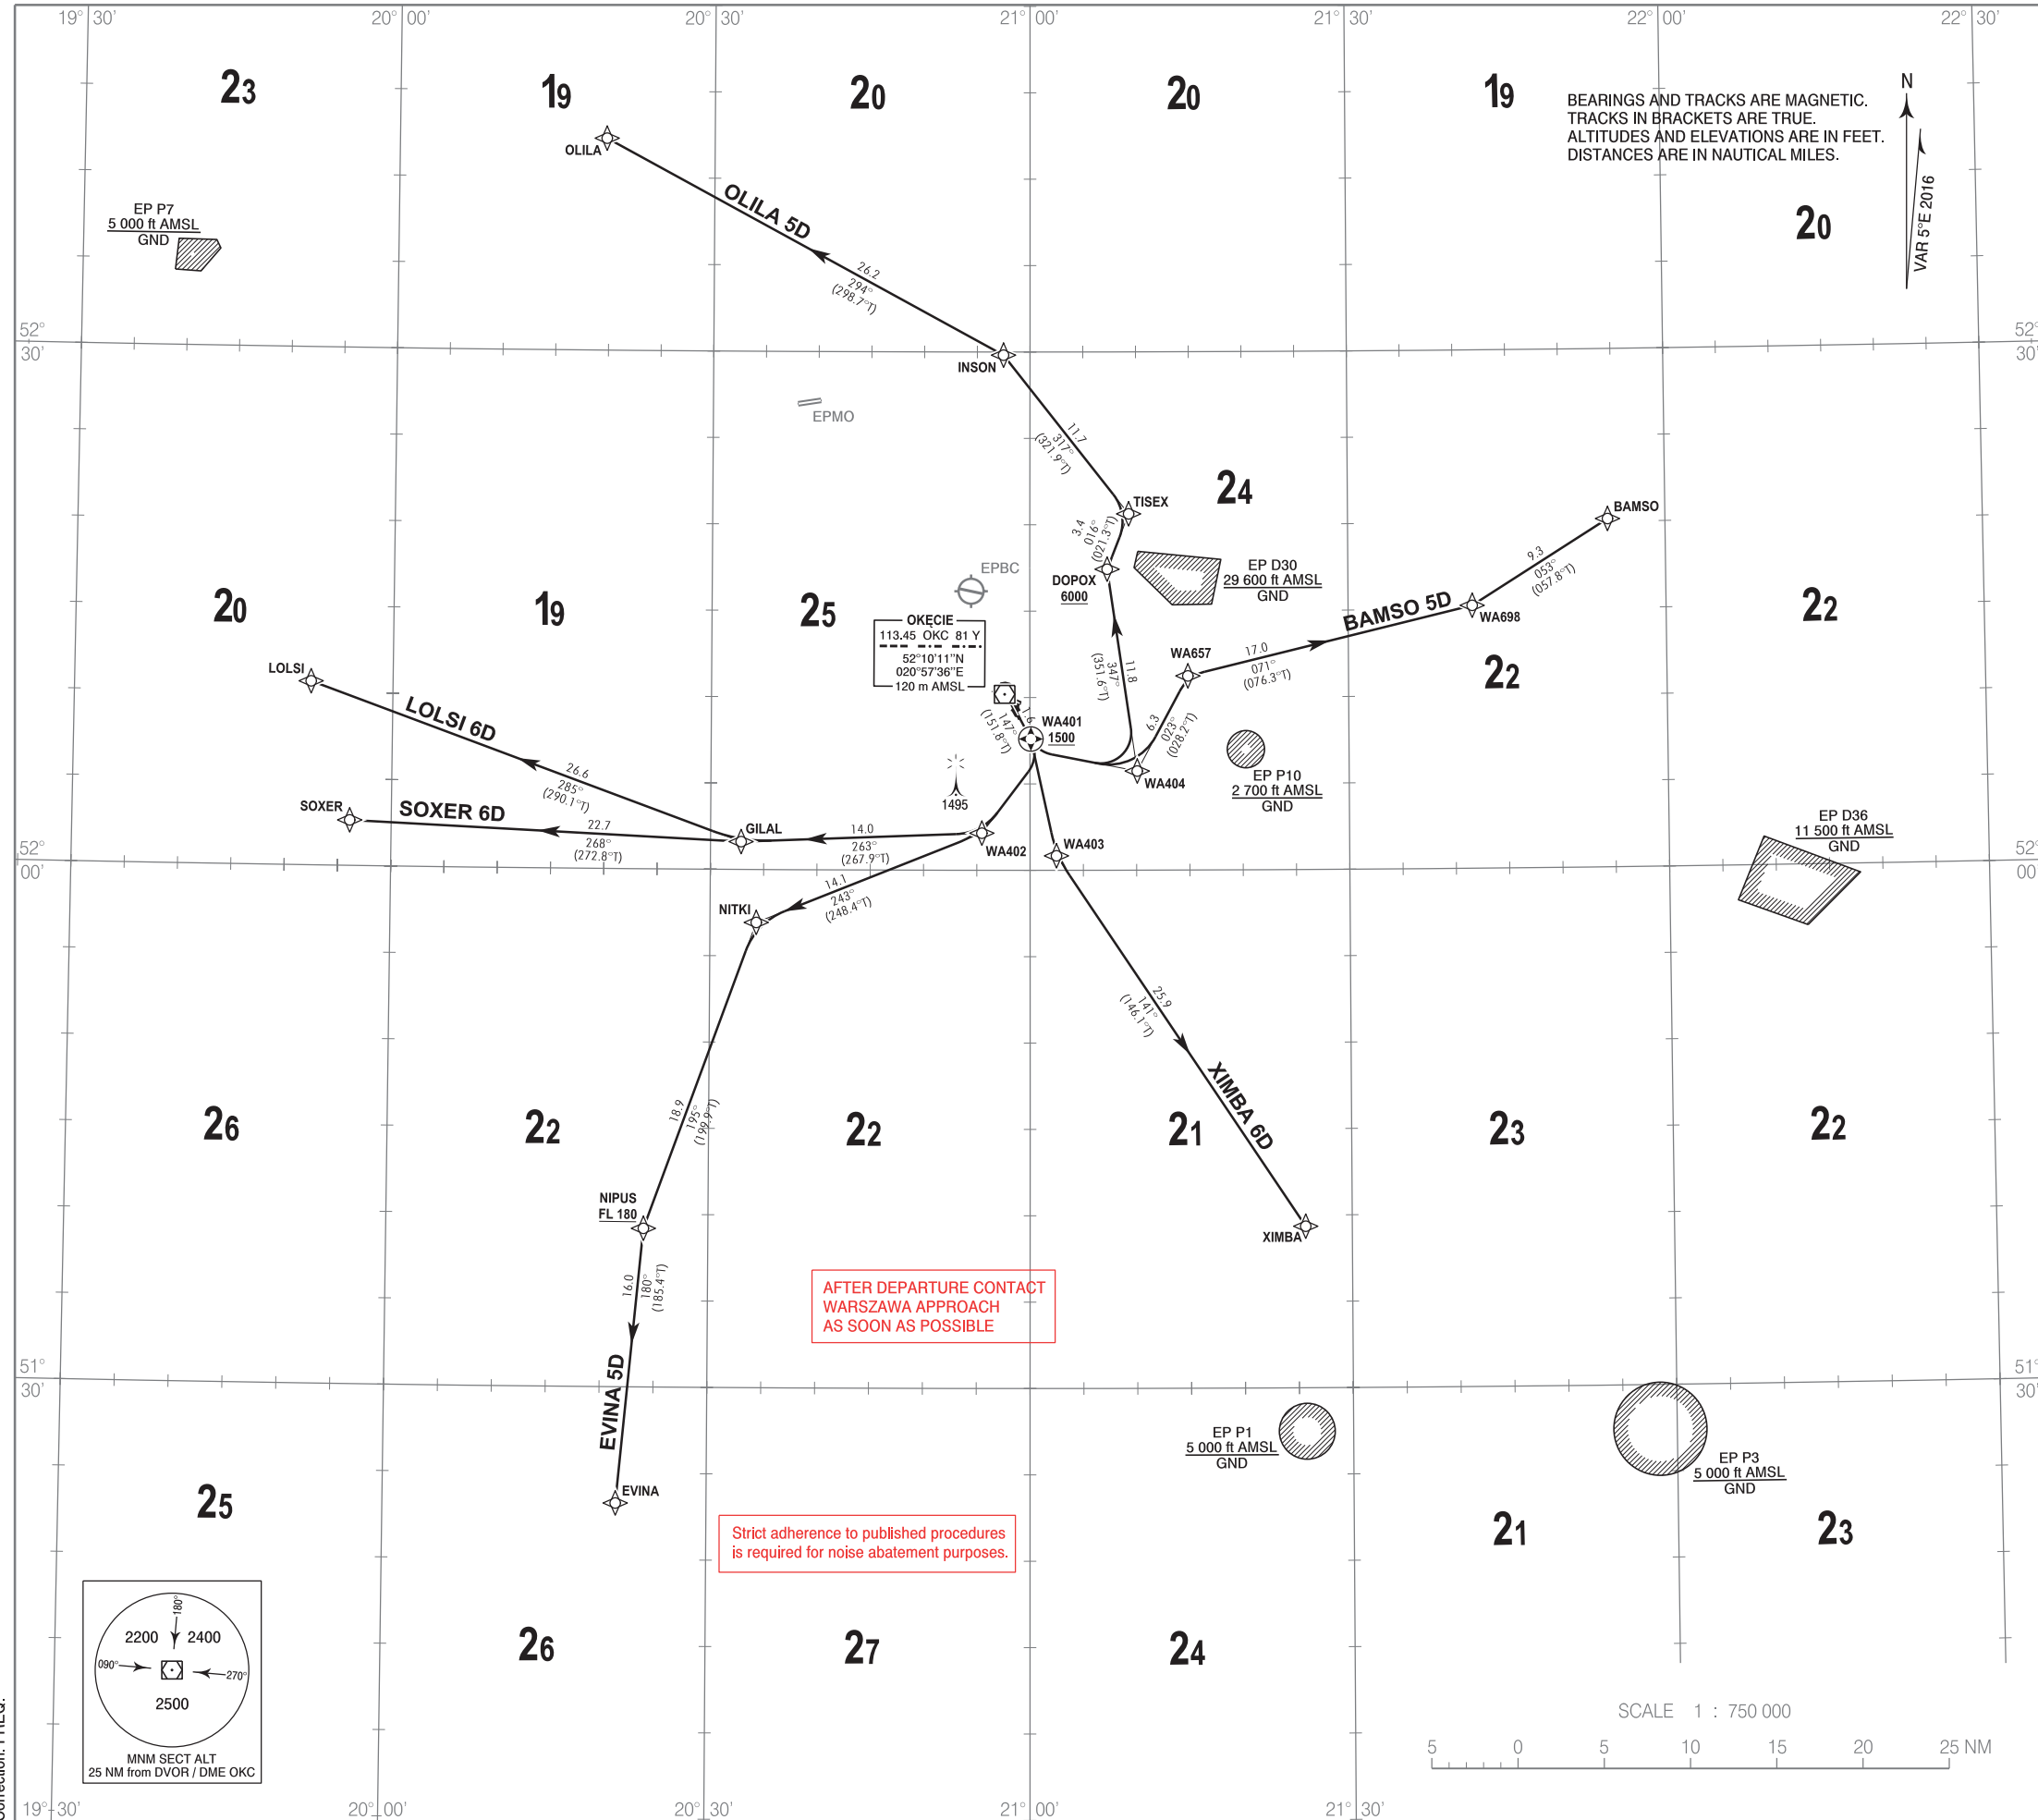 19° 30'
20° 00'
20° 30'
21° 00'
21° 30'
22° 00'
22° 30'
23
19
20
20
19
BEARINGS AND TRACKS ARE MAGNETIC.
TRACKS IN BRACKETS ARE TRUE.
ALTITUDES AND ELEVATIONS ARE IN FEET.
DISTANCES ARE IN NAUTICAL MILES.
N
VAR 5°E 2016
20
OLILA
OLILA 5D
EP P7
5 000 ft AMSL
GND
26.2
294°
(298.7°T)
52°
30'
52°
30'
INSON
EPMO
11.7
317°
(321.9°T)
24
TISEX
BAMSO
3.4
016°
(021.3°T)
EPBC
DOPOX
6000
EP D30
29 600 ft AMSL
GND
9.3
053°
(057.8°T)
20
19
25
22
OKĘCIE
113.45 OKC 81 Y
52°10'11"N
020°57'36"E
120 m AMSL
BAMSO 5D
WA698
WA657
17.0
071°
(076.3°T)
22
LOLSI
LOLSI 6D
11.8
347°
(351.6°T)
1.6
147°
(151.8°T)
WA401
1500
6.3
023°
(028.2°T)
WA404
EP P10
2 700 ft AMSL
GND
1495
26.6
285°
(290.1°T)
SOXER
SOXER 6D
22.7
268°
(272.8°T)
GILAL
14.0
263°
(267.9°T)
WA402
WA403
EP D36
11 500 ft AMSL
GND
52°
00'
52°
00'
14.1
243°
(248.4°T)
NITKI
25.9
141°
(146.1°T)
XIMBA 6D
18.9
195°
(199.9°T)
26
22
22
21
23
22
NIPUS
FL 180
XIMBA
16.0
180°
(185.4°T)
AFTER DEPARTURE CONTACT
WARSZAWA APPROACH
AS SOON AS POSSIBLE
51°
30'
51°
30'
EVINA 5D
EVINA
EP P1
5 000 ft AMSL
GND
EP P3
5 000 ft AMSL
GND
25
21
23
Strict adherence to published procedures
is required for noise abatement purposes.
180°
2200
2400
090°
270°
2500
MNM SECT ALT
25 NM from DVOR / DME OKC
26
27
24
SCALE 1 : 750 000
5 0 5 10 15 20 25 NM
19° 30'
20° 00'
20° 30'
21° 00'
21° 30'